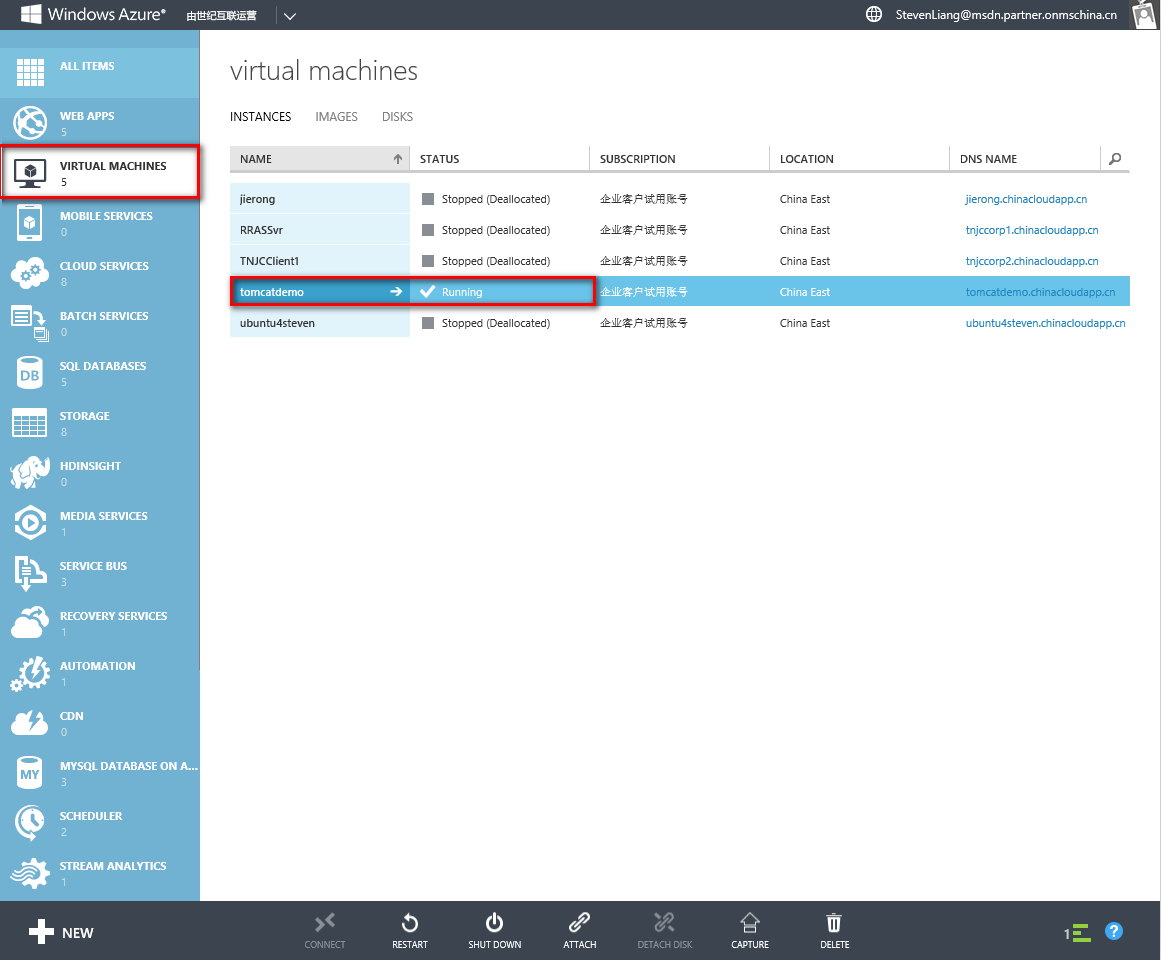 Windows Azure® 由世纪互联运营 StevenLiang@msdn.partner.onmschina.cn
ALL ITEMS
WEB APPS
5
VIRTUAL MACHINES
5
MOBILE SERVICES
0
CLOUD SERVICES
8
BATCH SERVICES
0
DB
SQL DATABASES
5
STORAGE
8
HDINSIGHT
0
MEDIA SERVICES
1
SERVICE BUS
3
RECOVERY SERVICES
1
AUTOMATION
1
CDN
0
MY
MYSQL DATABASE ON A...
3
SCHEDULER
2
STREAM ANALYTICS
1
virtual machines
INSTANCES IMAGES DISKS
NAME STATUS SUBSCRIPTION LOCATION DNS NAME
jierong Stopped (Deallocated) 企业客户试用账号 China East jierong.chinacloudapp.cn
RRASSvr Stopped (Deallocated) 企业客户试用账号 China East tnjccorp1.chinacloudapp.cn
TNJCClient1 Stopped (Deallocated) 企业客户试用账号 China East tnjccorp2.chinacloudapp.cn
tomcatdemo Running 企业客户试用账号 China East tomcatdemo.chinacloudapp.cn
ubuntu4steven Stopped (Deallocated) 企业客户试用账号 China East ubuntu4steven.chinacloudapp.cn
NEW CONNECT RESTART SHUT DOWN ATTACH DETACH DISK CAPTURE DELETE 1 ?